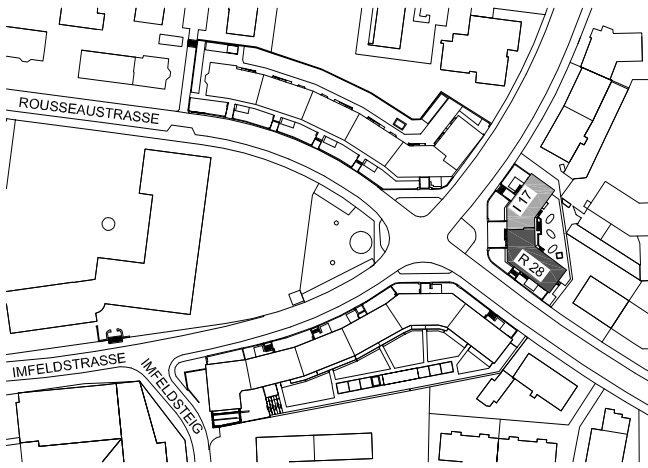 ROUSSEAUSTRASSE
I 17
R 28
IMFELDSTRASSE
IMFELDSTEIG